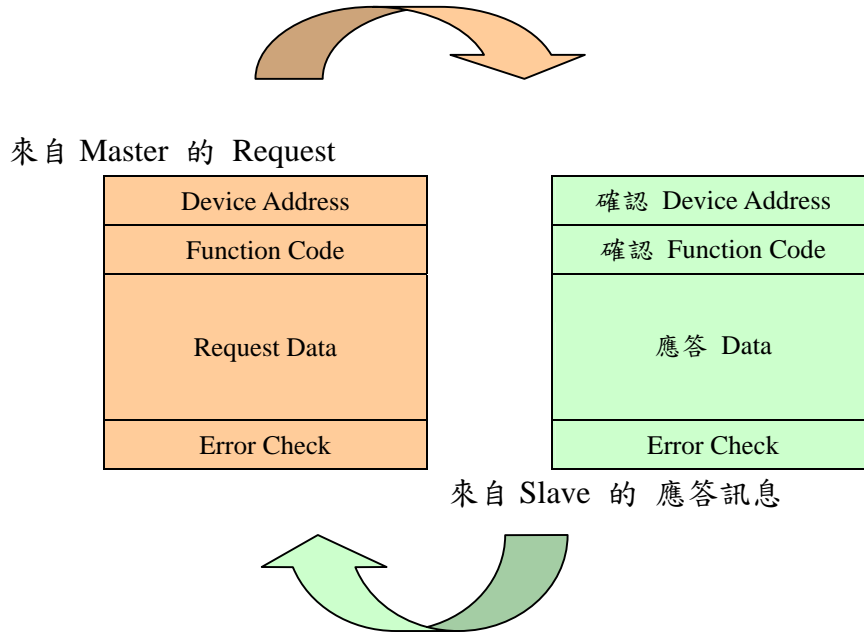 來自 Master 的 Request
Device Address
Function Code
Request Data
Error Check
確認 Device Address
確認 Function Code
應答 Data
Error Check
來自 Slave 的 應答訊息